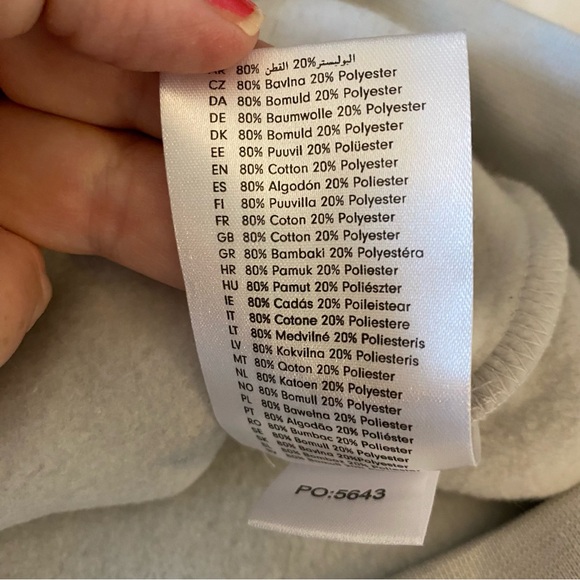 AR 80% القطن 20% البوليستر
CZ 80% Bavlna 20% Polyester
DA 80% Bomuld 20% Polyester
DE 80% Baumwolle 20% Polyester
DK 80% Bomuld 20% Polyester
EE 80% Puuvil 20% Polüester
EN 80% Cotton 20% Polyester
ES 80% Algodón 20% Poliester
FI 80% Puuvilla 20% Polyester
FR 80% Coton 20% Polyester
GB 80% Cotton 20% Polyester
GR 80% Bambaki 20% Polyestéra
HR 80% Pamuk 20% Poliester
HU 80% Pamut 20% Poliészter
IE 80% Cadás 20% Poileistear
IT 80% Cotone 20% Poliestere
LT 80% Medvilné 20% Poliesteris
LV 80% Kokvilna 20% Poliesteris
MT 80% Qoton 20% Poliester
NL 80% Katoen 20% Polyester
NO 80% Bomull 20% Polyester
PL 80% Bawełna 20% Poliester
PT 80% Algodão 20% Poliéster
RO 80% Bumbac 20% Poliester
SE 80% Bomull 20% Polyester
80% Bavlna 20%Polyester
PO:5643